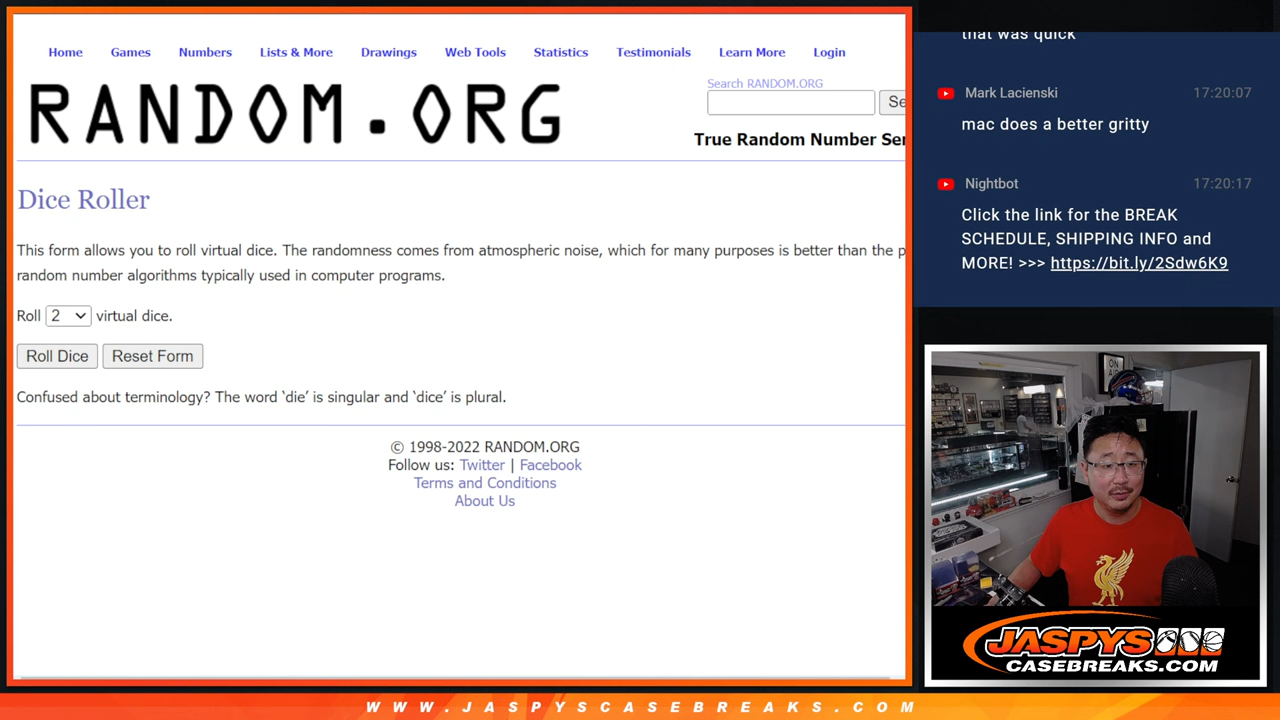 Home Games Numbers Lists & More Drawings Web Tools Statistics Testimonials Learn More Login
RANDOM.ORG
Search RANDOM.ORG
Se
True Random Number Ser
Dice Roller
This form allows you to roll virtual dice. The randomness comes from atmospheric noise, which for many purposes is better than the p
random number algorithms typically used in computer programs.
Roll 2 virtual dice.
Roll Dice Reset Form
Confused about terminology? The word ‘die’ is singular and ‘dice’ is plural.
© 1998-2022 RANDOM.ORG
Follow us: Twitter | Facebook
Terms and Conditions
About Us
that was quick
Mark Lacienski 17:20:07
mac does a better gritty
Nightbot 17:20:17
Click the link for the BREAK
SCHEDULE, SHIPPING INFO and
MORE! >>> https://bit.ly/2Sdw6K9
ON
AIR
JASPYS
CASEBREAKS.COM
WWW.JASPYSCASEBREAKS.COM